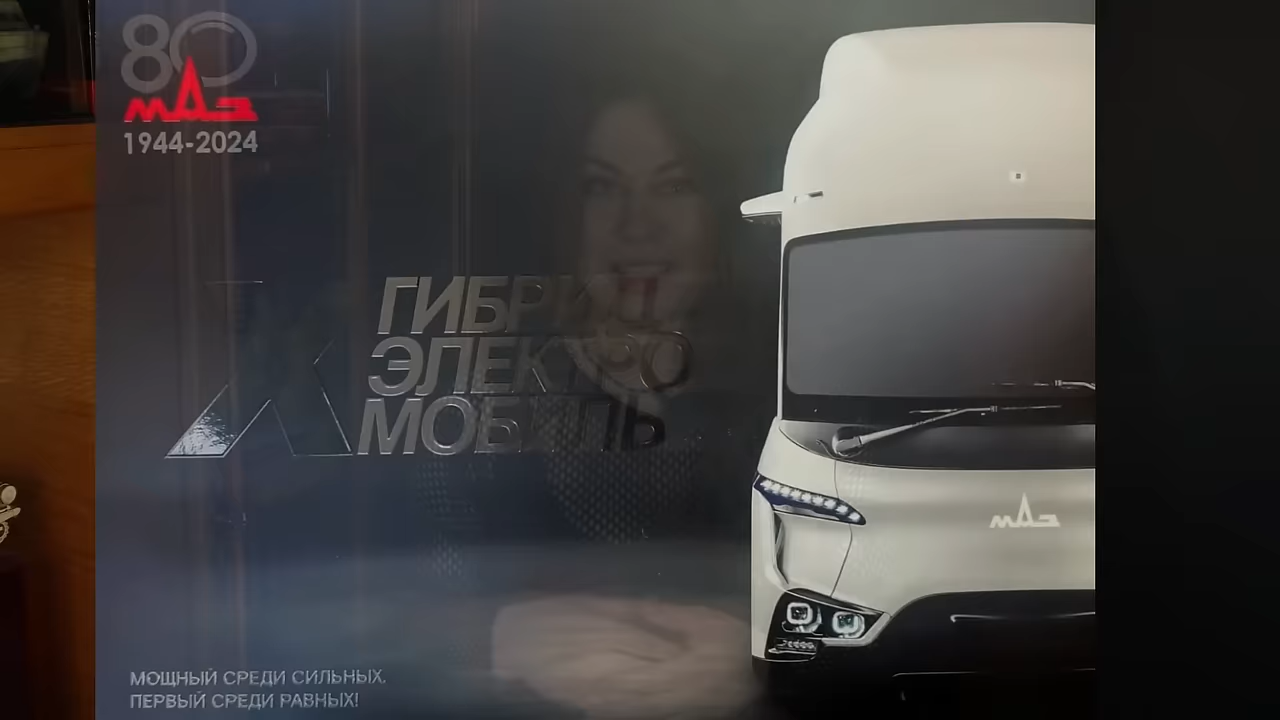 80
МАЗ
1944-2024
ГИБРИД
ЭЛЕКТРО
МОБИЛЬ
МАЗ
МОЩНЫЙ СРЕДИ СИЛЬНЫХ,
ПЕРВЫЙ СРЕДИ РАВНЫХ!